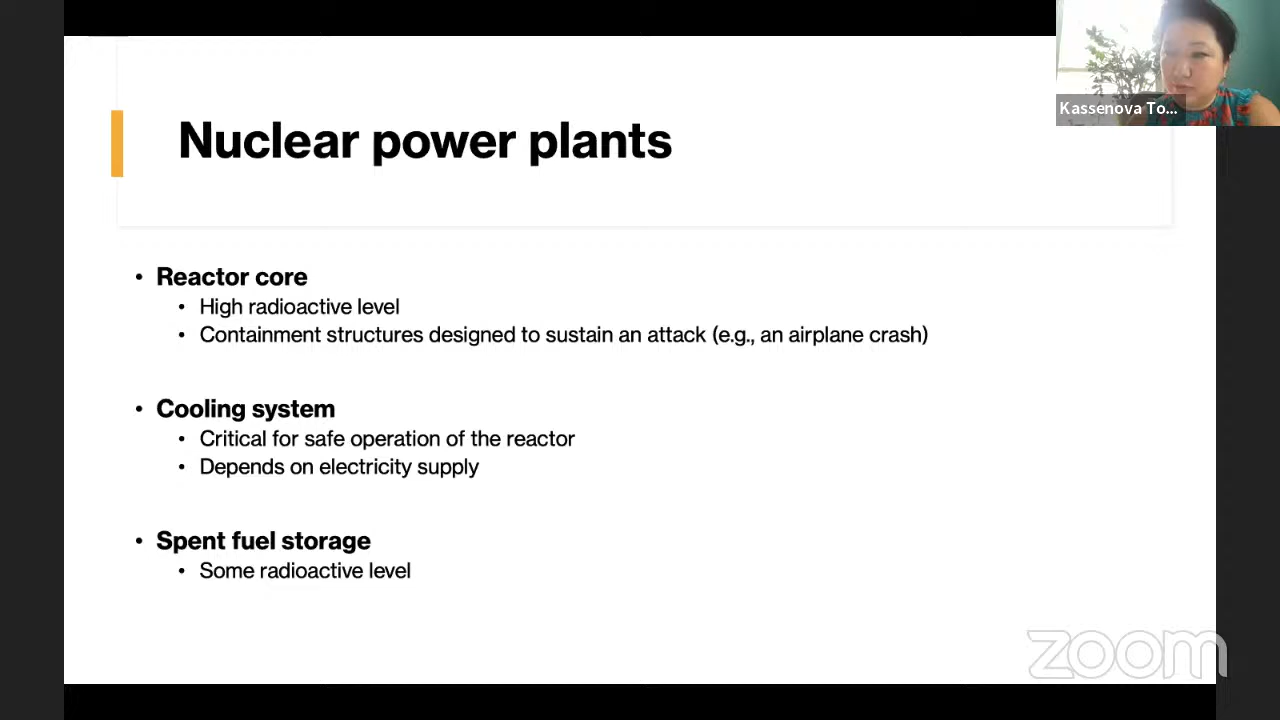 Kassenova To...
Nuclear power plants
• Reactor core
• High radioactive level
• Containment structures designed to sustain an attack (e.g., an airplane crash)
• Cooling system
• Critical for safe operation of the reactor
• Depends on electricity supply
• Spent fuel storage
• Some radioactive level
zoom